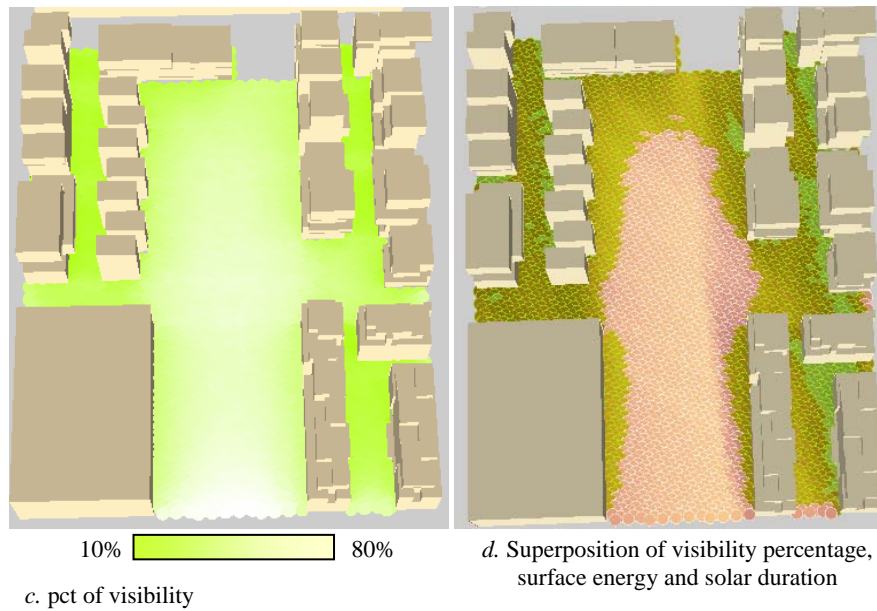 10% 80%
c. pct of visibility
d. Superposition of visibility percentage,
surface energy and solar duration